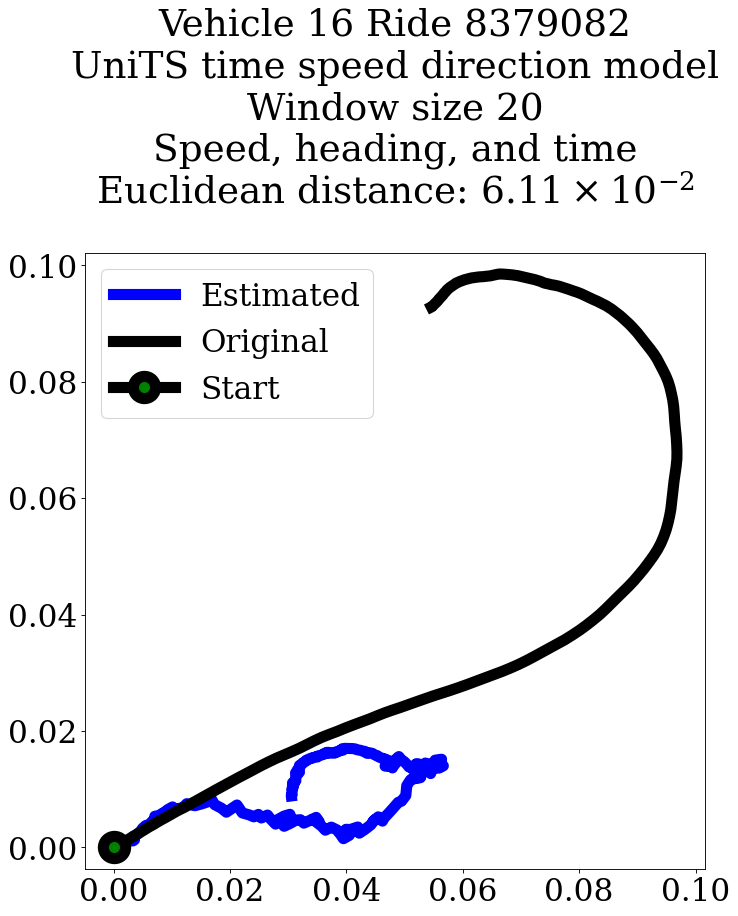 Vehicle 16 Ride 8379082
UniTS time speed direction model
Window size 20
Speed, heading, and time
Euclidean distance: 6.11 × 10⁻²
0.10
0.08
0.06
0.04
0.02
0.00
Estimated
Original
Start
0.00 0.02 0.04 0.06 0.08 0.10